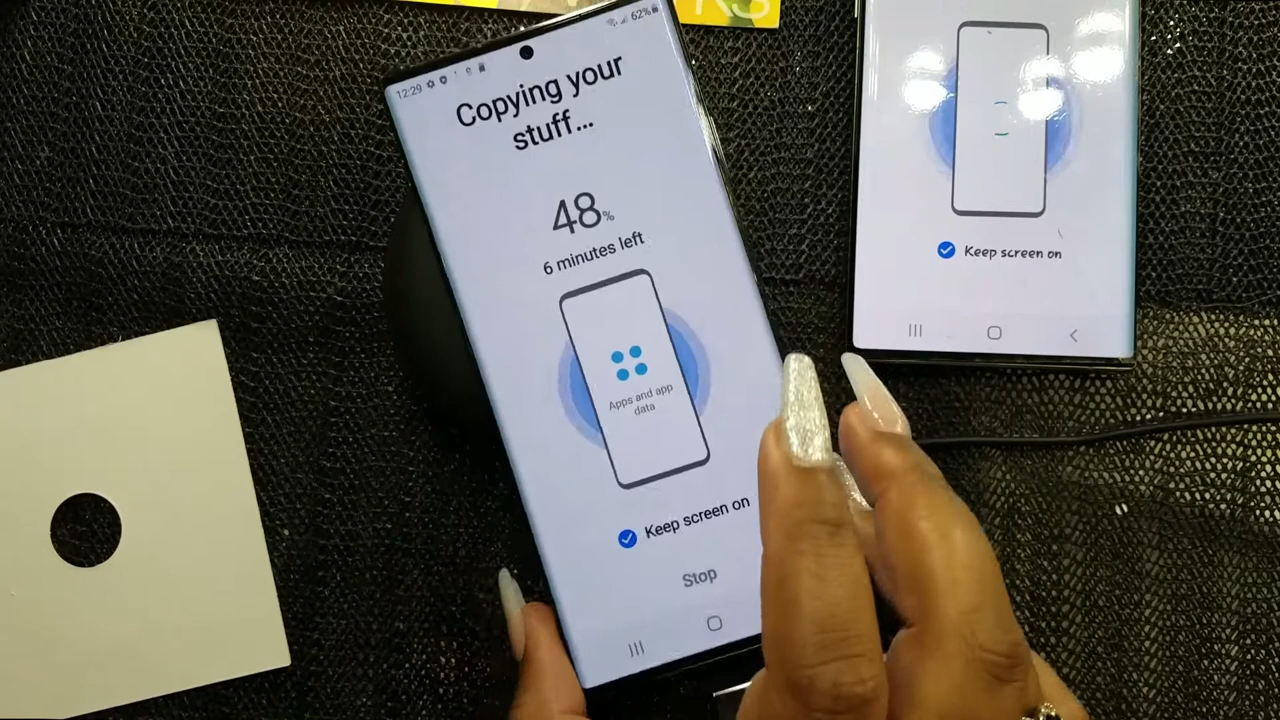 12:29
62%
Copying your
stuff...
48%
6 minutes left
Apps and app
data
Keep screen on
Stop
Keep screen on